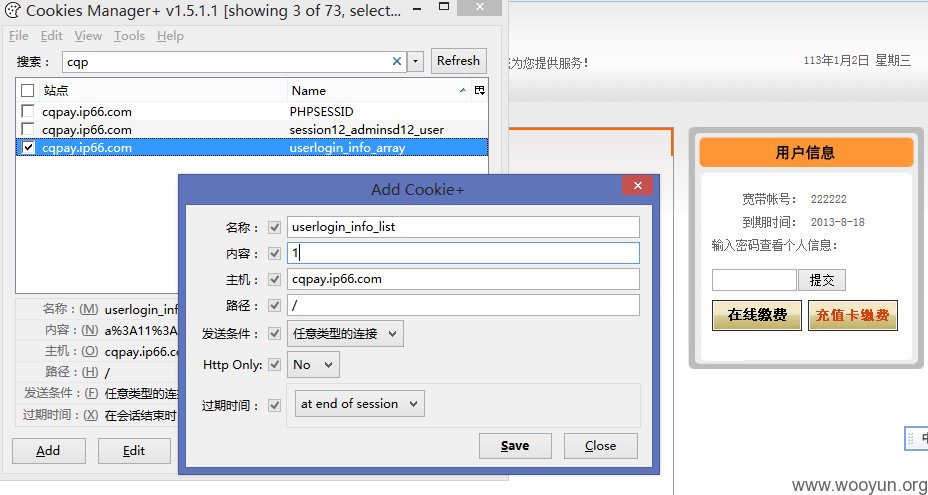 Cookies Manager+ v1.5.1.1 [showing 3 of 73, select...
File Edit View Tools Help
搜索： cqp Refresh
站点 Name
cqpay.ip66.com PHPSESSID
cqpay.ip66.com session12_adminsd12_user
cqpay.ip66.com userlogin_info_array
名称：(M) userlogin_inf
内容：(N) a%3A11%3A
主机：(O) cqpay.ip66.co
路径：(H) /
发送条件：(F) 任意类型的连接
过期时间：(X) 在会话结束时
Add Edit
Add Cookie+
名称： userlogin_info_list
内容： 1
主机： cqpay.ip66.com
路径： /
发送条件： 任意类型的连接
Http Only: No
过期时间： at end of session
Save Close
为您提供服务！
113年1月2日 星期三
用户信息
宽带帐号： 222222
到期时间： 2013-8-18
输入密码查看个人信息：
提交
在线缴费 充值卡缴费
www.wooyun.org